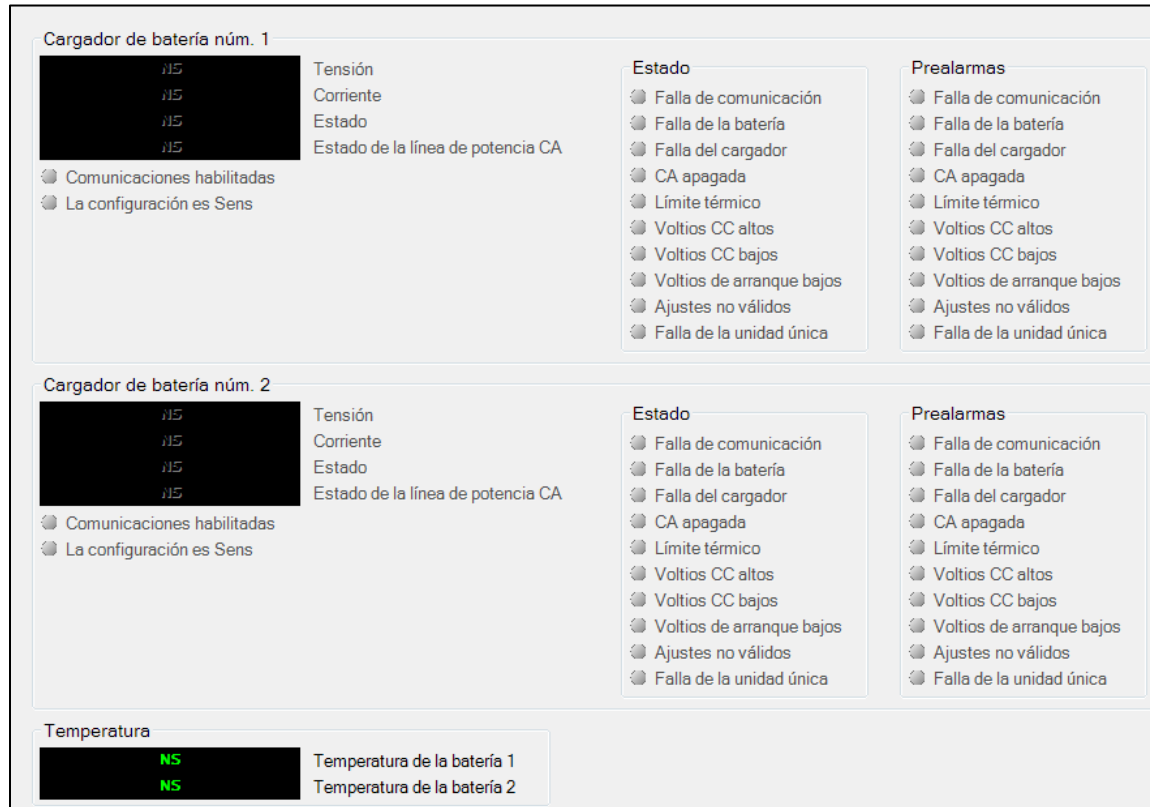 Cargador de batería núm. 1
NS Tensión
NS Corriente
NS Estado
NS Estado de la línea de potencia CA
Comunicaciones habilitadas
La configuración es Sens
Estado
Falla de comunicación
Falla de la batería
Falla del cargador
CA apagada
Límite térmico
Voltios CC altos
Voltios CC bajos
Voltios de arranque bajos
Ajustes no válidos
Falla de la unidad única
Prealarmas
Falla de comunicación
Falla de la batería
Falla del cargador
CA apagada
Límite térmico
Voltios CC altos
Voltios CC bajos
Voltios de arranque bajos
Ajustes no válidos
Falla de la unidad única
Cargador de batería núm. 2
NS Tensión
NS Corriente
NS Estado
NS Estado de la línea de potencia CA
Comunicaciones habilitadas
La configuración es Sens
Estado
Falla de comunicación
Falla de la batería
Falla del cargador
CA apagada
Límite térmico
Voltios CC altos
Voltios CC bajos
Voltios de arranque bajos
Ajustes no válidos
Falla de la unidad única
Prealarmas
Falla de comunicación
Falla de la batería
Falla del cargador
CA apagada
Límite térmico
Voltios CC altos
Voltios CC bajos
Voltios de arranque bajos
Ajustes no válidos
Falla de la unidad única
Temperatura
NS Temperatura de la batería 1
NS Temperatura de la batería 2